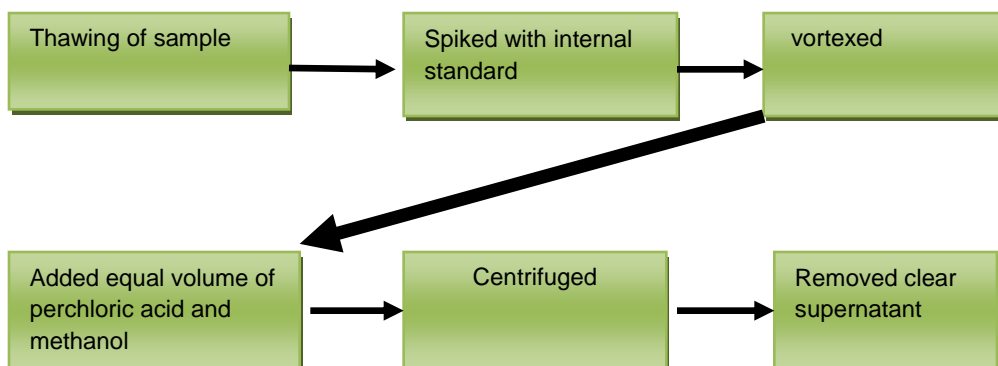 Thawing of sample
Spiked with internal
standard
vortexed
Added equal volume of
perchloric acid and
methanol
Centrifuged
Removed clear
supernatant